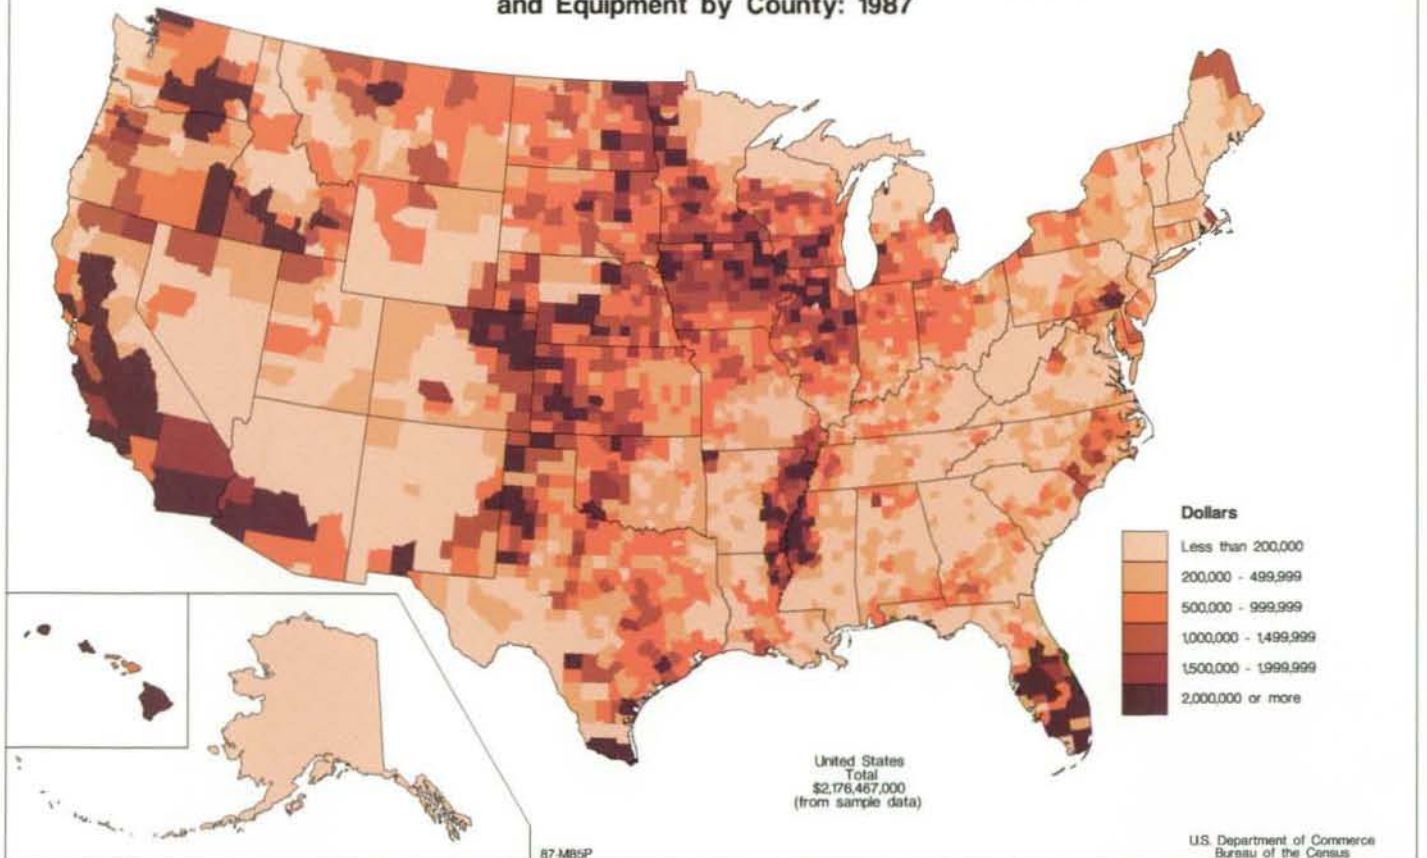 and Equipment by County: 1987
Dollars
Less than 200,000
200,000 - 499,999
500,000 - 999,999
1,000,000 - 1,499,999
1,500,000 - 1,999,999
2,000,000 or more
United States
Total
$2,176,467,000
(from sample data)
87-M85P
U.S. Department of Commerce
Bureau of the Census